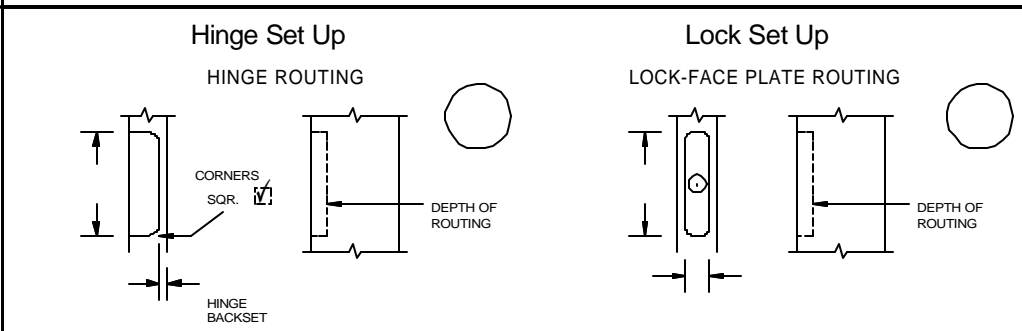 Hinge Set Up
HINGE ROUTING
CORNERS
SQR.
DEPTH OF
ROUTING
HINGE
BACKSET
Lock Set Up
LOCK-FACE PLATE ROUTING
DEPTH OF
ROUTING